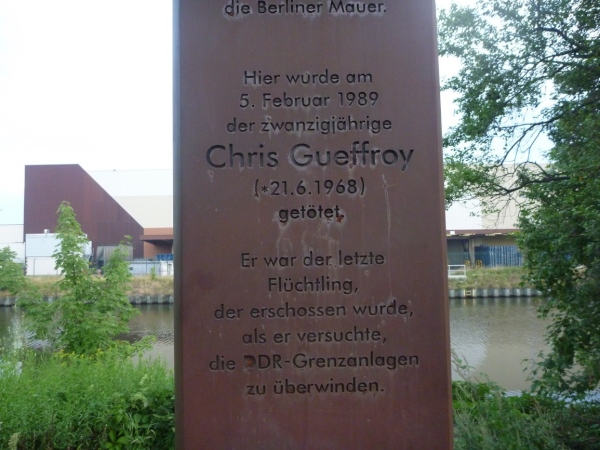 die Berliner Mauer.
Hier wurde am
5. Februar 1989
der zwanzigjährige
Chris Gueffroy
(*21.6.1968)
getötet.
Er war der letzte
Flüchtling,
der erschossen wurde,
als er versuchte,
die DDR-Grenzanlagen
zu überwinden.